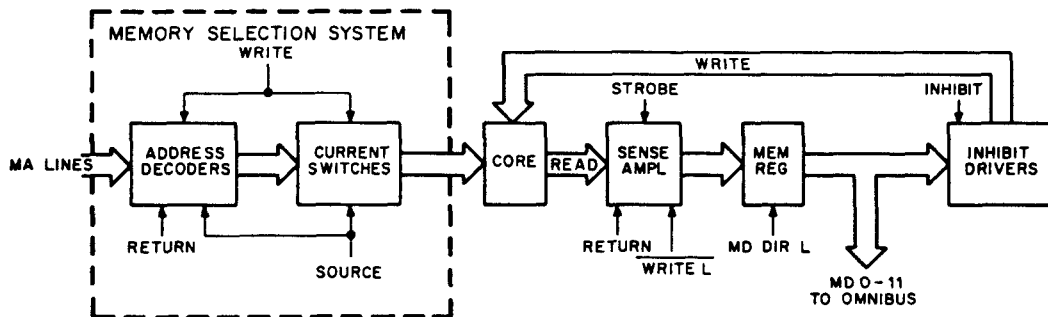 MEMORY SELECTION SYSTEM
WRITE
MA LINES
ADDRESS
DECODERS
CURRENT
SWITCHES
RETURN
SOURCE
WRITE
STROBE
INHIBIT
CORE
READ
SENSE
AMPL
MEM
REG
INHIBIT
DRIVERS
RETURN
WRITE L
MD DIR L
MD 0-11
TO OMNIBUS